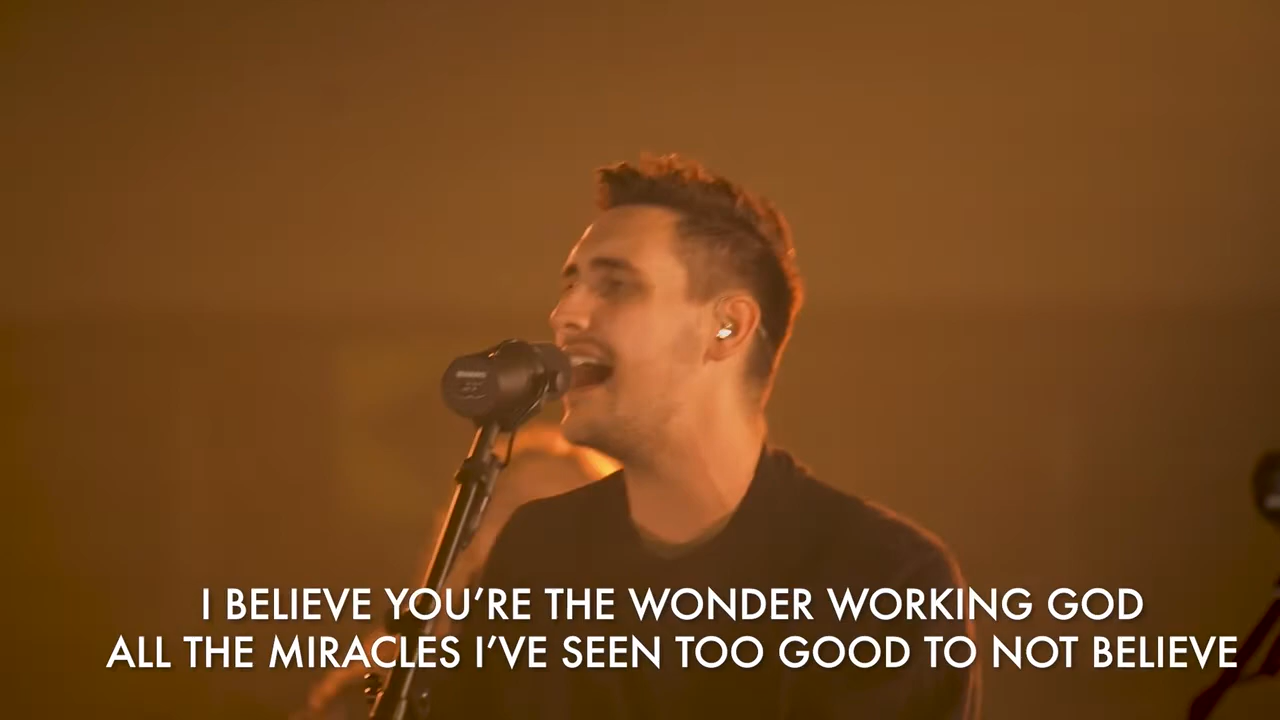 I BELIEVE YOU'RE THE WONDER WORKING GOD
ALL THE MIRACLES I'VE SEEN TOO GOOD TO NOT BELIEVE